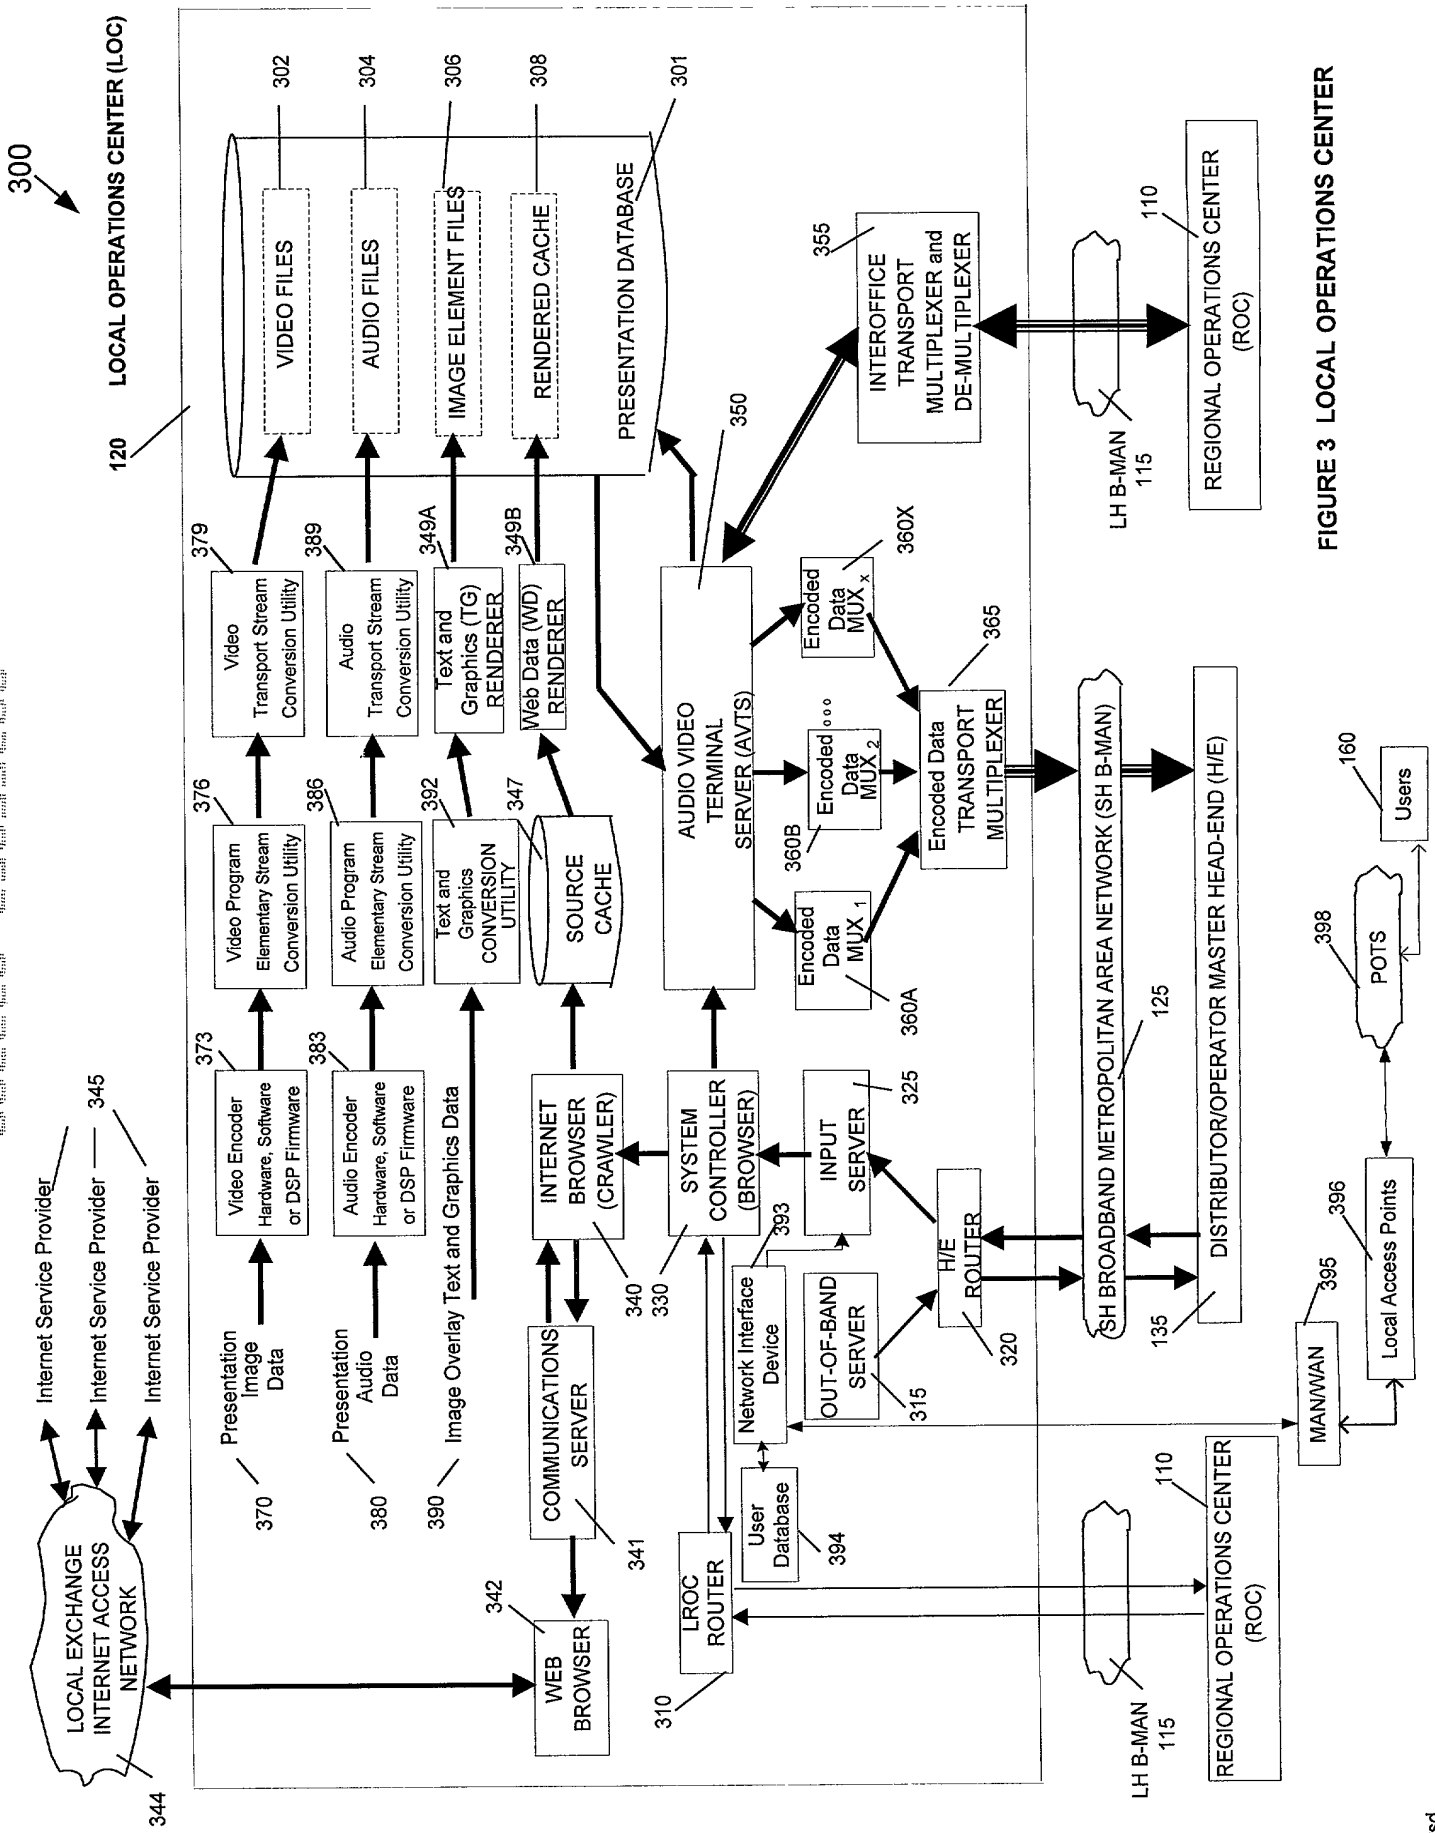 300
LOCAL OPERATIONS CENTER (LOC)
120
344
LOCAL EXCHANGE
INTERNET ACCESS
NETWORK
Internet Service Provider
Internet Service Provider
Internet Service Provider
345
370
Presentation
Image
Data
373
Video Encoder
Hardware, Software
or DSP Firmware
376
Video Program
Elementary Stream
Conversion Utility
379
Video
Transport Stream
Conversion Utility
VIDEO FILES
302
380
Presentation
Audio
Data
383
Audio Encoder
Hardware, Software
or DSP Firmware
386
Audio Program
Elementary Stream
Conversion Utility
389
Audio
Transport Stream
Conversion Utility
AUDIO FILES
304
390
Image Overlay Text and Graphics Data
392
Text and
Graphics
CONVERSION
UTILITY
349A
Text and
Graphics (TG)
RENDERER
IMAGE ELEMENT FILES
306
342
WEB
BROWSER
341
COMMUNICATIONS
SERVER
340
INTERNET
BROWSER
(CRAWLER)
347
SOURCE
CACHE
349B
Web Data (WD)
RENDERER
RENDERED CACHE
308
PRESENTATION DATABASE
301
310
LROC
ROUTER
330
SYSTEM
CONTROLLER
(BROWSER)
AUDIO VIDEO
TERMINAL
SERVER (AVTS)
350
394
User
Database
393
Network Interface
Device
315
OUT-OF-BAND
SERVER
325
INPUT
SERVER
320
H/E
ROUTER
360A
Encoded
Data
MUX 1
360B
Encoded
Data
MUX 2
360X
Encoded
Data
MUX x
365
Encoded Data
TRANSPORT
MULTIPLEXER
355
INTEROFFICE
TRANSPORT
MULTIPLEXER and
DE-MULTIPLEXER
LH B-MAN
115
SH BROADBAND METROPOLITAN AREA NETWORK (SH B-MAN)
125
LH B-MAN
115
110
REGIONAL OPERATIONS CENTER
(ROC)
135
DISTRIBUTOR/OPERATOR MASTER HEAD-END (H/E)
110
REGIONAL OPERATIONS CENTER
(ROC)
395
MAN/WAN
396
Local Access Points
398
POTS
160
Users
FIGURE 3 LOCAL OPERATIONS CENTER
sd